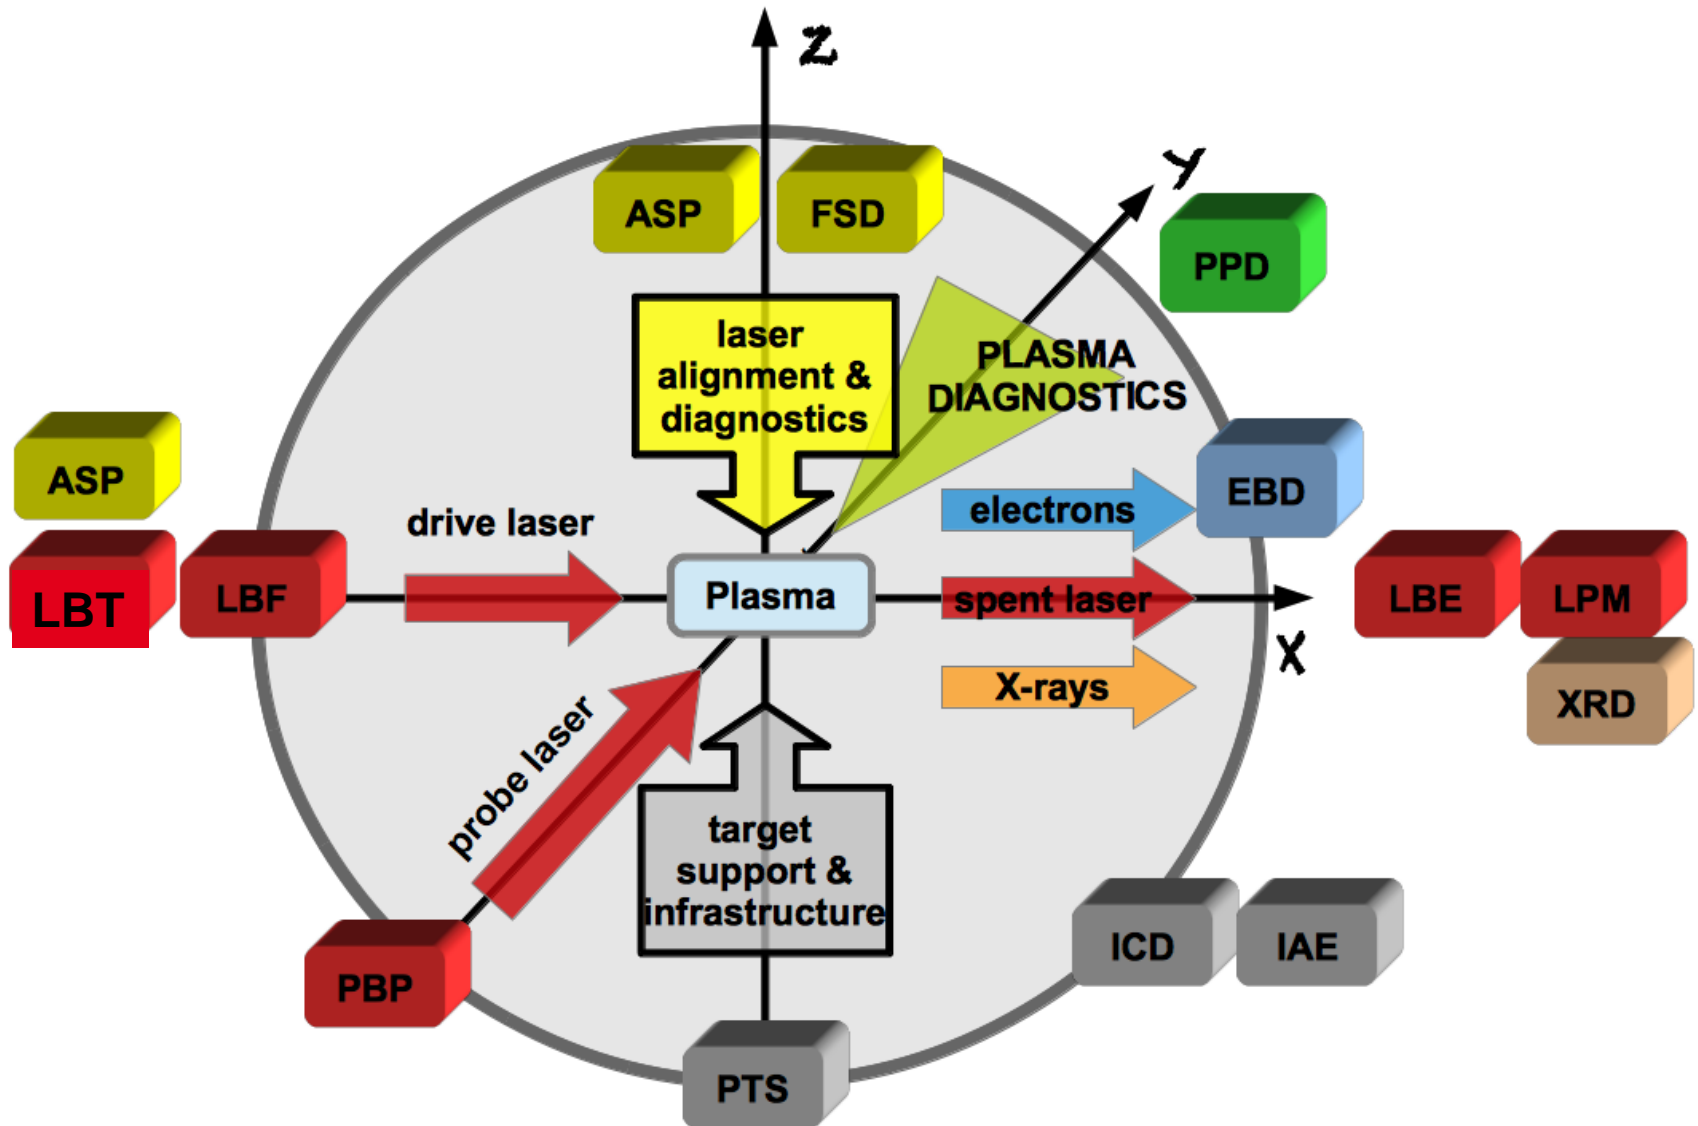 Z
Y
ASP
FSD
PPD
laser
alignment &
diagnostics
PLASMA
DIAGNOSTICS
ASP
EBD
electrons
drive laser
LBT
LBF
Plasma
spent laser
LBE
LPM
X
X-rays
XRD
probe laser
target
support &
infrastructure
ICD
IAE
PBP
PTS